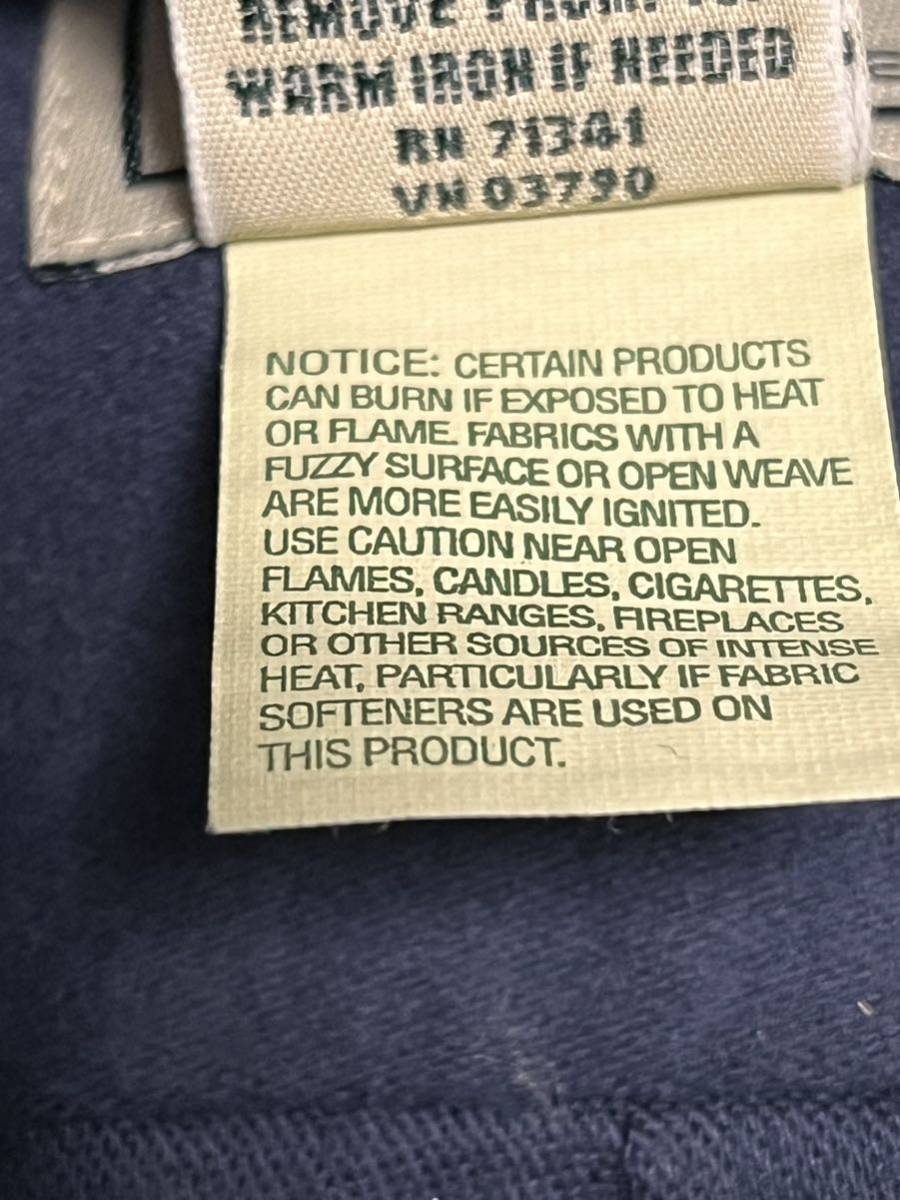 REMOVE PROM
WARM IRON IF NEEDED
RN 71341
VN 03790
NOTICE: CERTAIN PRODUCTS
CAN BURN IF EXPOSED TO HEAT
OR FLAME. FABRICS WITH A
FUZZY SURFACE OR OPEN WEAVE
ARE MORE EASILY IGNITED.
USE CAUTION NEAR OPEN
FLAMES, CANDLES, CIGARETTES,
KITCHEN RANGES, FIREPLACES
OR OTHER SOURCES OF INTENSE
HEAT, PARTICULARLY IF FABRIC
SOFTENERS ARE USED ON
THIS PRODUCT.